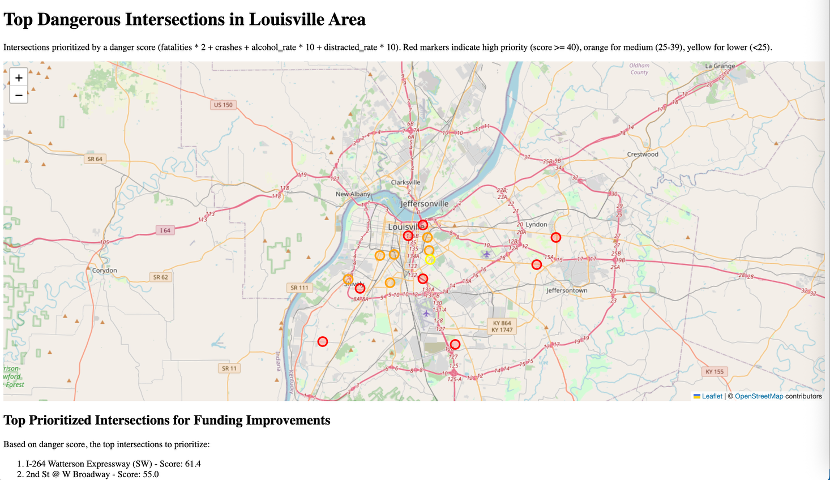 Top Dangerous Intersections in Louisville Area
Intersections prioritized by a danger score (fatalities * 2 + crashes + alcohol_rate * 10 + distracted_rate * 10). Red markers indicate high priority (score >= 40), orange for medium (25-39), yellow for lower (<25).
+
−
Oldham County
La Grange
US 150
SR 64
Crestwood
New Albany
Clarksville
Jeffersonville
Louisville
Lyndon
I 64
Corydon
SR 62
SR 111
Jeffersontown
KY 864
KY 1747
SR 11
KY 155
Leaflet | © OpenStreetMap contributors
Top Prioritized Intersections for Funding Improvements
Based on danger score, the top intersections to prioritize:
1. I-264 Watterson Expressway (SW) - Score: 61.4
2. 2nd St @ W Broadway - Score: 55.0